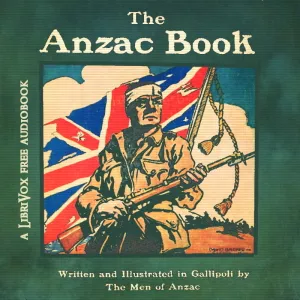 The
Anzac Book
A LIBRIVOX FREE AUDIOBOOK
Written and Illustrated in Gallipoli by
The Men of Anzac